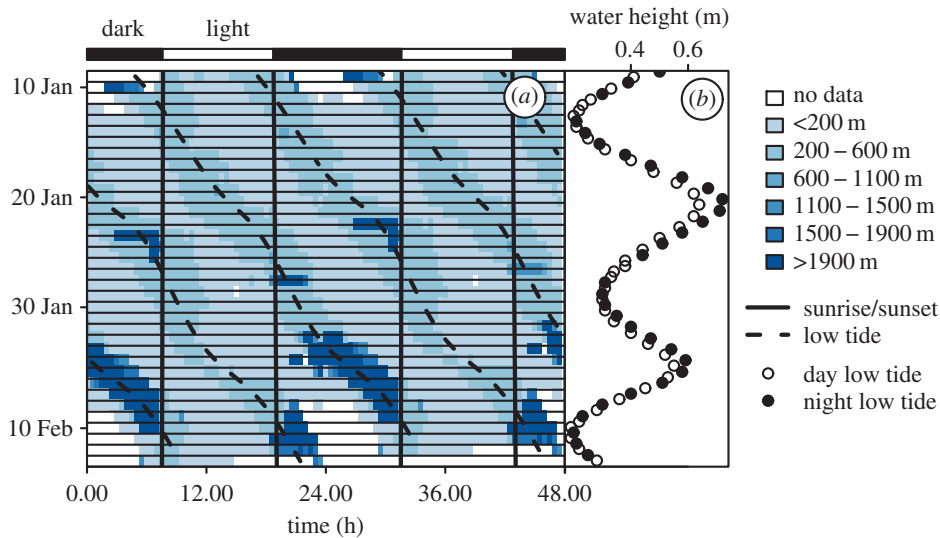 dark light
water height (m)
0.4 0.6
(a) (b)
10 Jan
20 Jan
30 Jan
10 Feb
0.00 12.00 24.00 36.00 48.00
time (h)
no data
<200 m
200 – 600 m
600 – 1100 m
1100 – 1500 m
1500 – 1900 m
>1900 m
sunrise/sunset
low tide
day low tide
night low tide